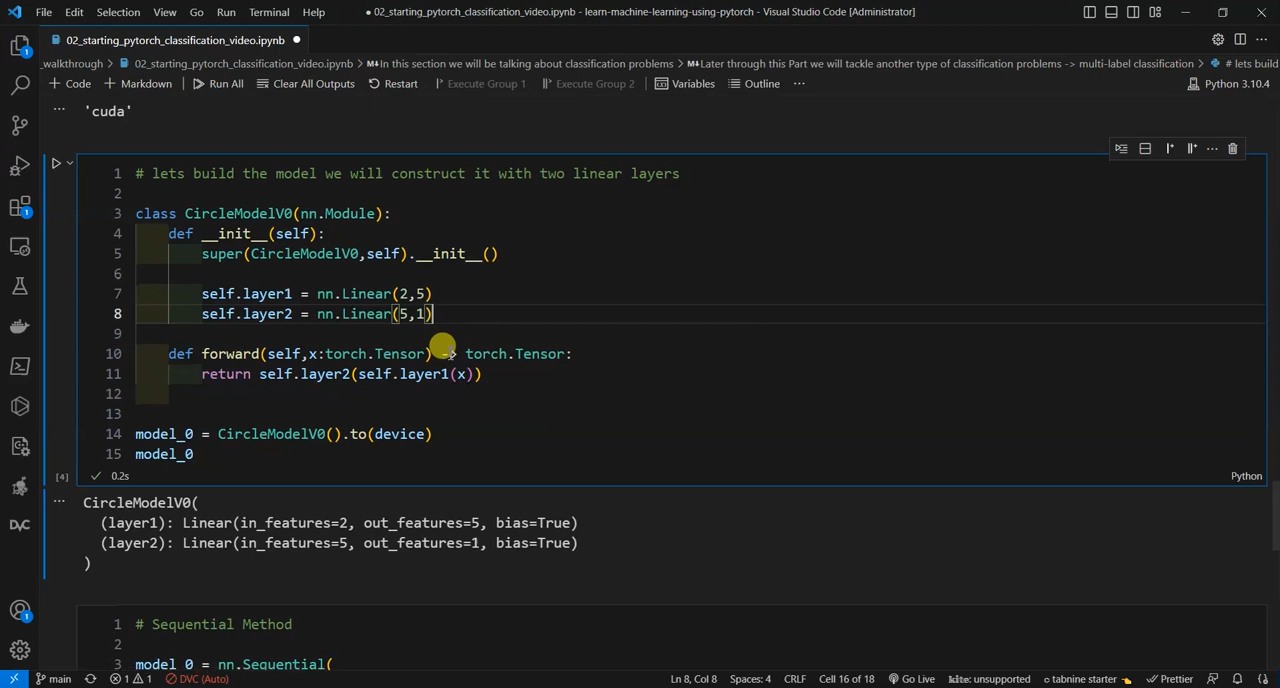 File Edit Selection View Go Run Terminal Help
● 02_starting_pytorch_classification_video.ipynb - learn-machine-learning-using-pytorch - Visual Studio Code [Administrator]
02_starting_pytorch_classification_video.ipynb ●
_walkthrough > 02_starting_pytorch_classification_video.ipynb > M↓In this section we will be talking about classification problems > M↓Later through this Part we will tackle another type of classification problems -> multi-label classification > # lets build
+ Code + Markdown Run All Clear All Outputs Restart Execute Group 1 Execute Group 2 Variables Outline ... Python 3.10.4
... 'cuda'
1 # lets build the model we will construct it with two linear layers
2
3 class CircleModelV0(nn.Module):
4 def __init__(self):
5 super(CircleModelV0,self).__init__()
6
7 self.layer1 = nn.Linear(2,5)
8 self.layer2 = nn.Linear(5,1)
9
10 def forward(self,x:torch.Tensor) -> torch.Tensor:
11 return self.layer2(self.layer1(x))
12
13
14 model_0 = CircleModelV0().to(device)
15 model_0
[4] ✓ 0.2s Python
... CircleModelV0(
(layer1): Linear(in_features=2, out_features=5, bias=True)
(layer2): Linear(in_features=5, out_features=1, bias=True)
)
1 # Sequential Method
2
3 model_0 = nn.Sequential(
DVC
1
1
1
main 1 1 DVC (Auto) Ln 8, Col 8 Spaces: 4 CRLF Cell 16 of 18 Go Live kite: unsupported tabnine starter Prettier